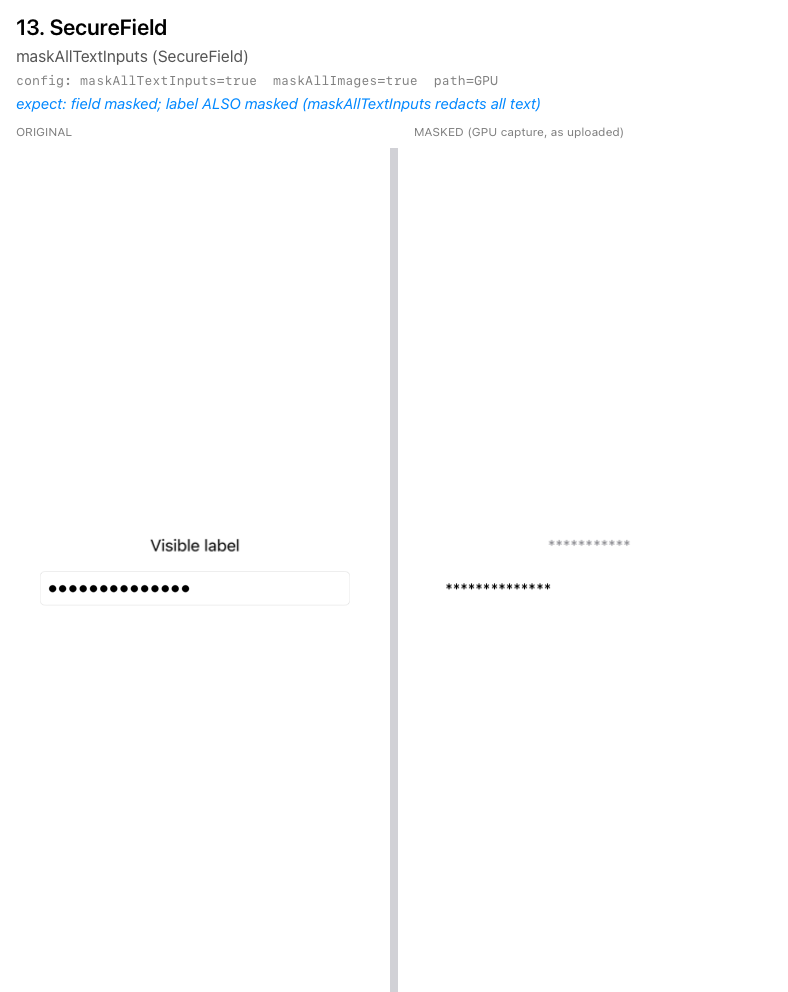 13. SecureField
maskAllTextInputs (SecureField)
config: maskAllTextInputs=true  maskAllImages=true  path=GPU
expect: field masked; label ALSO masked (maskAllTextInputs redacts all text)
ORIGINAL
MASKED (GPU capture, as uploaded)
Visible label
***********
●●●●●●●●●●●●●●
**************